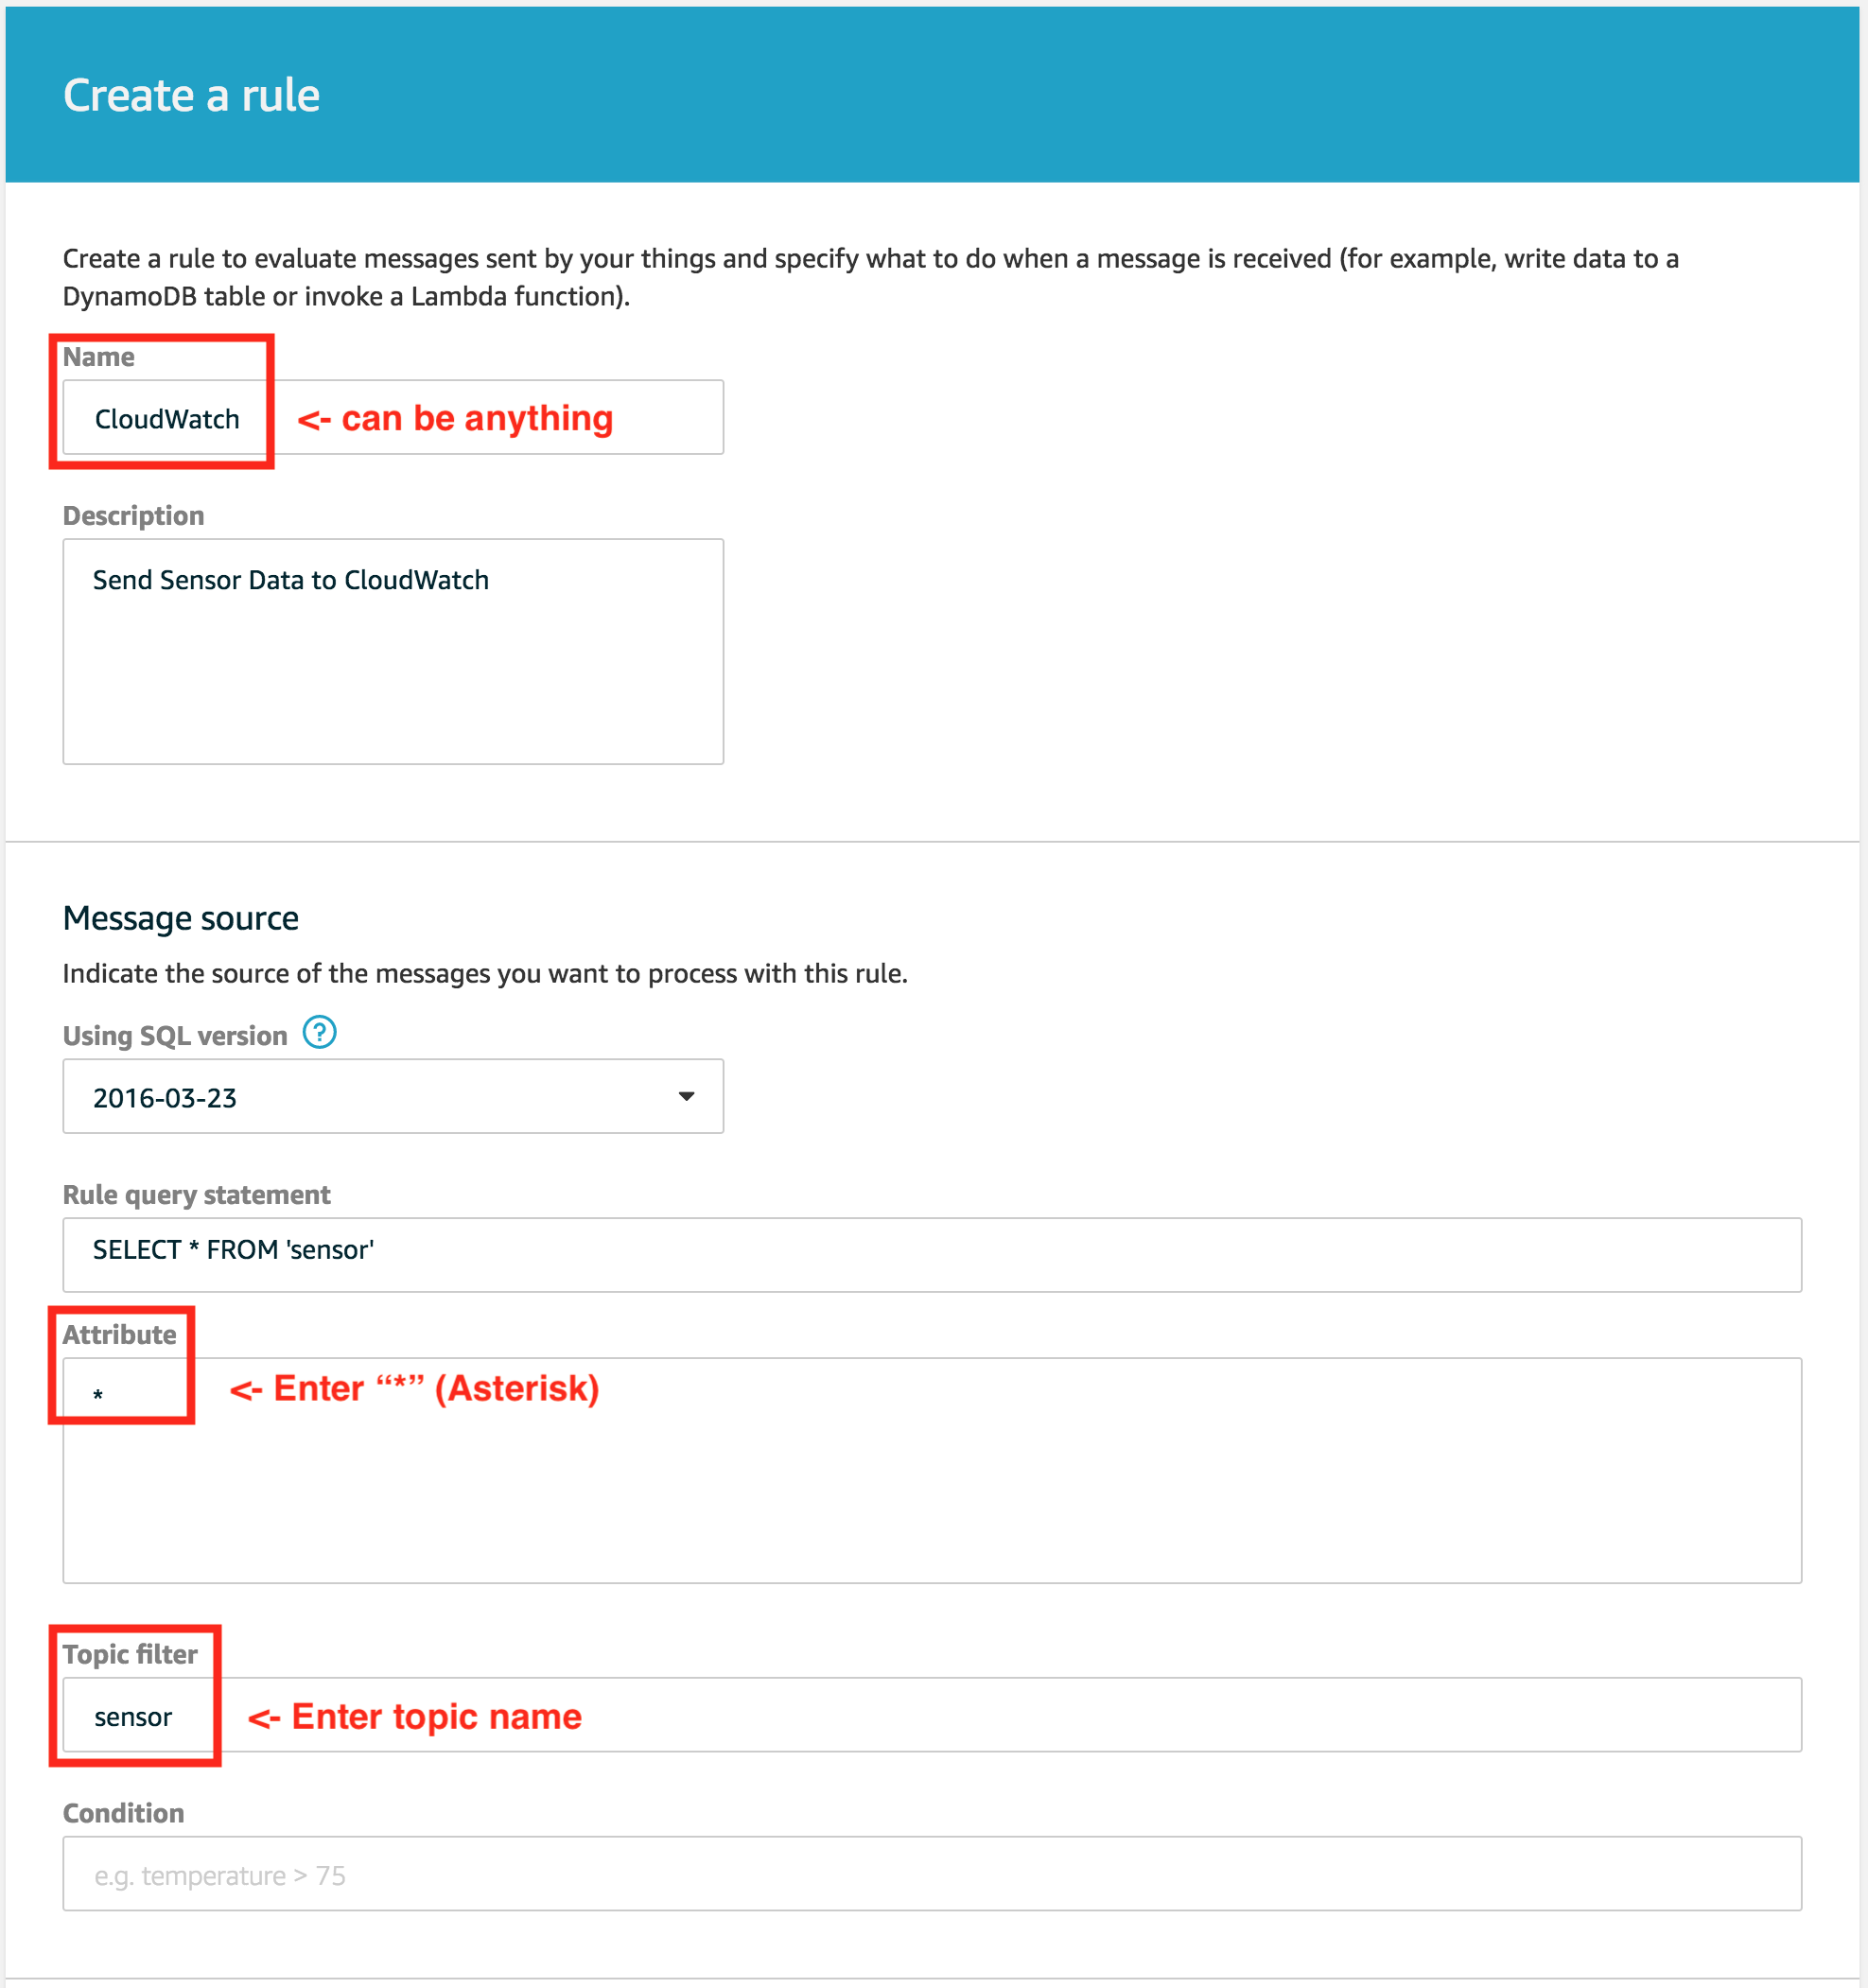 Create a rule
Create a rule to evaluate messages sent by your things and specify what to do when a message is received (for example, write data to a
DynamoDB table or invoke a Lambda function).
Name
CloudWatch <- can be anything
Description
Send Sensor Data to CloudWatch
Message source
Indicate the source of the messages you want to process with this rule.
Using SQL version ?
2016-03-23
Rule query statement
SELECT * FROM 'sensor'
Attribute
* <- Enter “*” (Asterisk)
Topic filter
sensor <- Enter topic name
Condition
e.g. temperature > 75